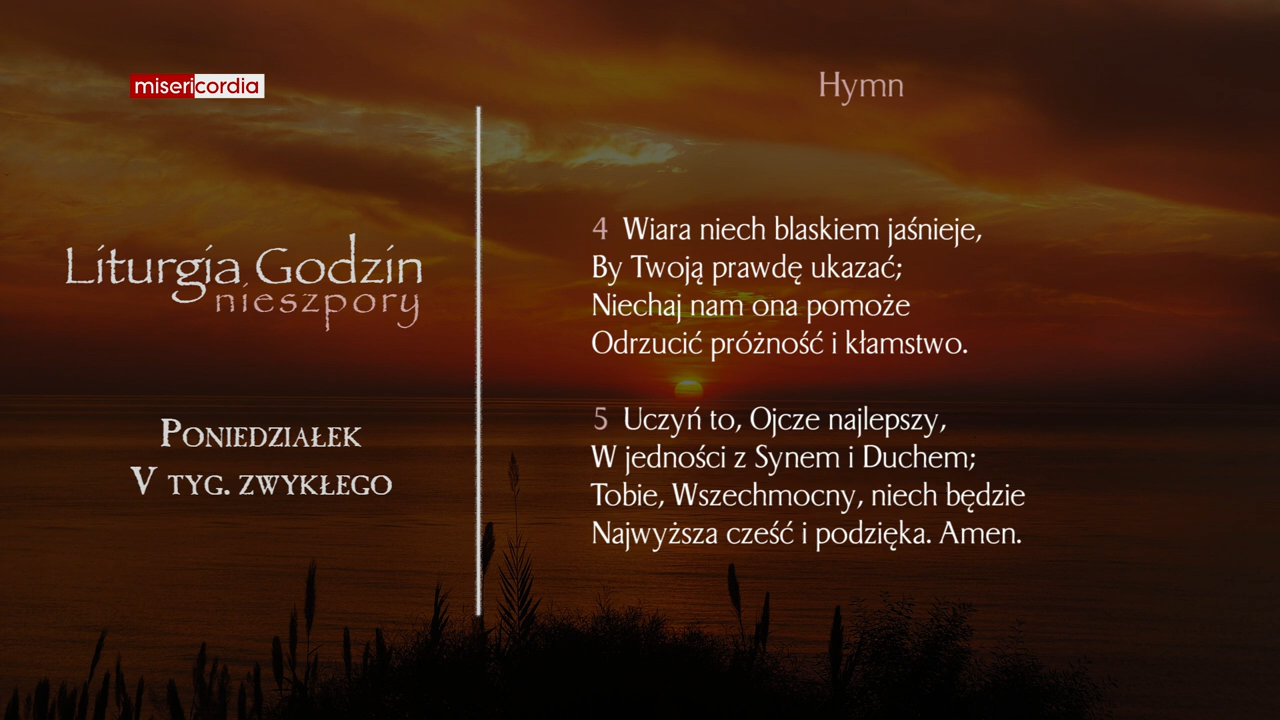 misericordia
Liturgia Godzin
nieszpory
Poniedziałek
V tyg. zwykłego
Hymn
4 Wiara niech blaskiem jaśnieje,
By Twoją prawdę ukazać;
Niechaj nam ona pomoże
Odrzucić próżność i kłamstwo.
5 Uczyń to, Ojcze najlepszy,
W jedności z Synem i Duchem;
Tobie, Wszechmocny, niech będzie
Najwyższa cześć i podzięka. Amen.